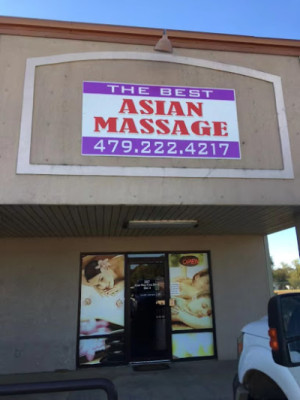 THE BEST
ASIAN
MASSAGE
479.222.4217
OPEN